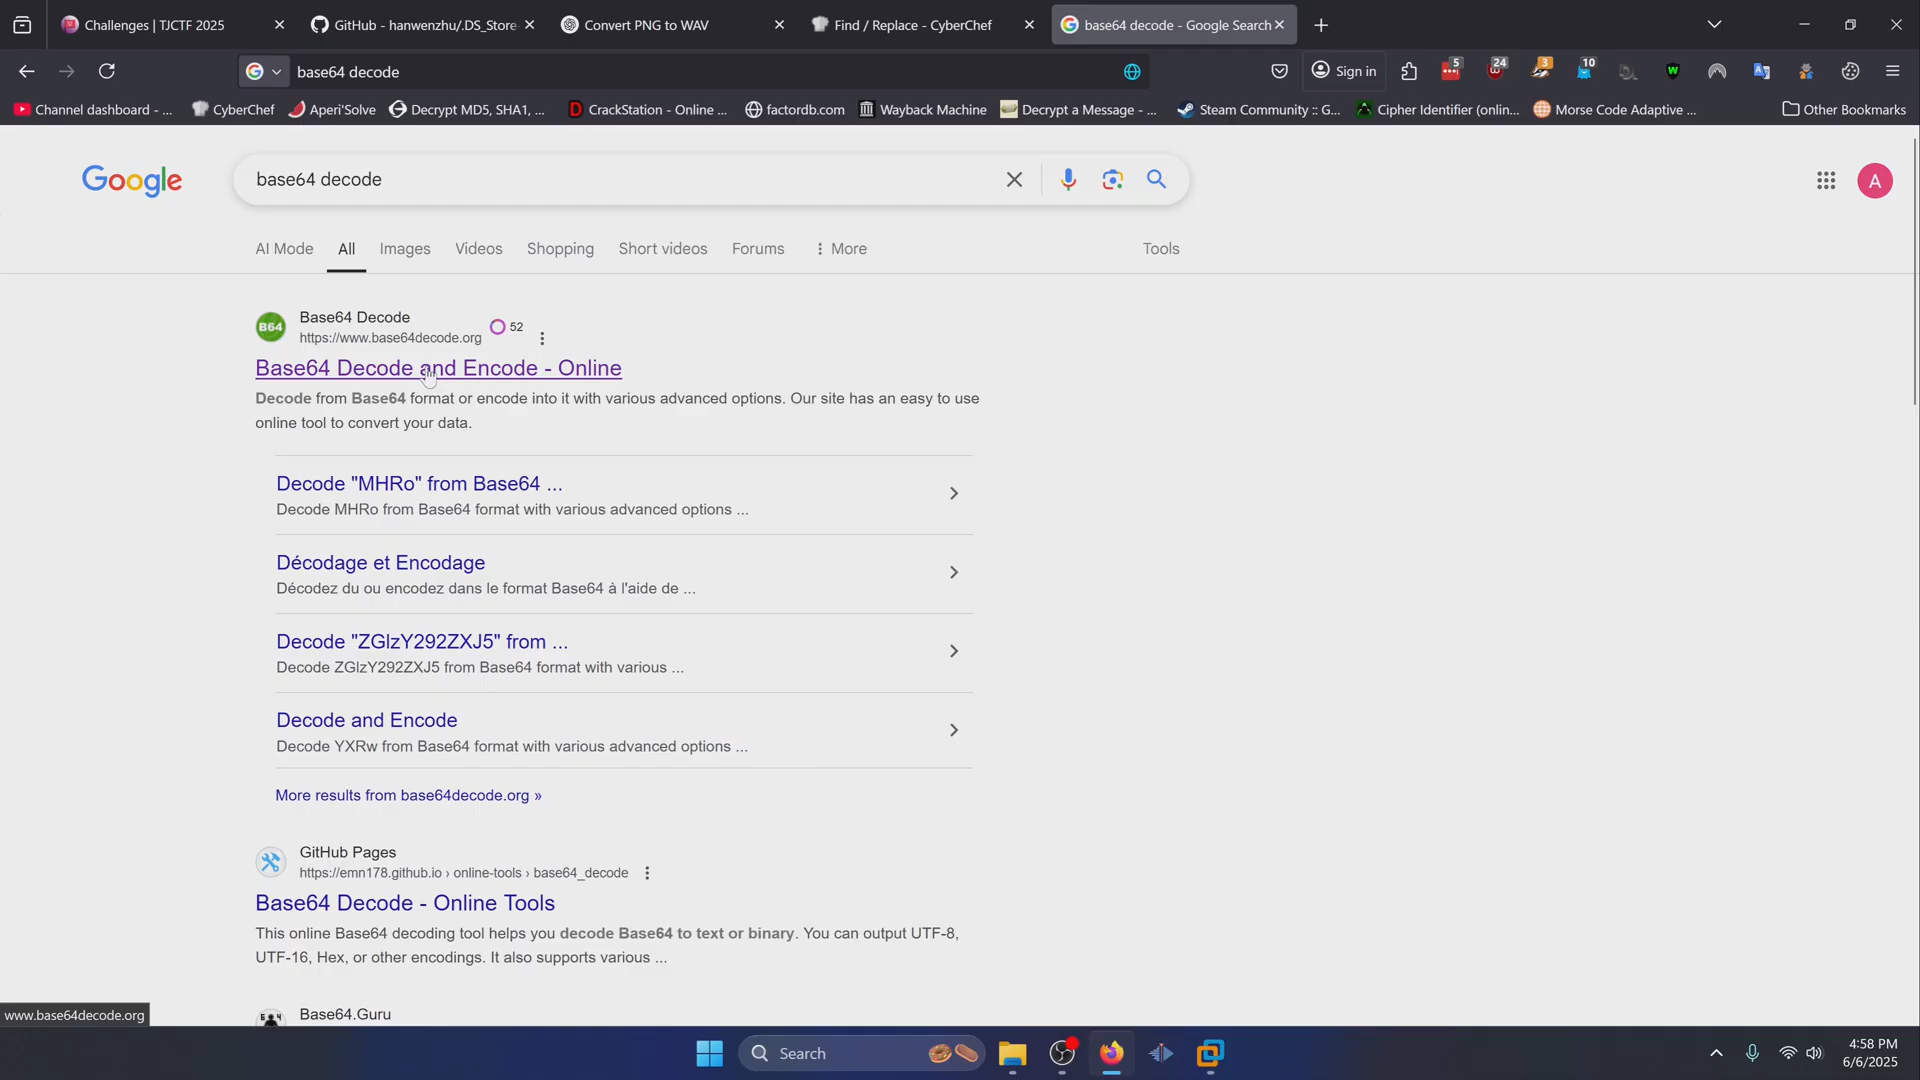 Challenges | TJCTF 2025
GitHub - hanwenzhu/.DS_Store-
Convert PNG to WAV
Find / Replace - CyberChef
base64 decode - Google Search
base64 decode
Sign in
5
24
3
10
Channel dashboard - ...
CyberChef
Aperi'Solve
Decrypt MD5, SHA1, ...
CrackStation - Online ...
factordb.com
Wayback Machine
Decrypt a Message - ...
Steam Community :: G...
Cipher Identifier (onlin...
Morse Code Adaptive ...
Other Bookmarks
Google
base64 decode
A
AI Mode
All
Images
Videos
Shopping
Short videos
Forums
More
Tools
B64
Base64 Decode
https://www.base64decode.org
52
Base64 Decode and Encode - Online
Decode from Base64 format or encode into it with various advanced options. Our site has an easy to use
online tool to convert your data.
Decode "MHRo" from Base64 ...
Decode MHRo from Base64 format with various advanced options ...
Décodage et Encodage
Décodez du ou encodez dans le format Base64 à l'aide de ...
Decode "ZGlzY292ZXJ5" from ...
Decode ZGlzY292ZXJ5 from Base64 format with various ...
Decode and Encode
Decode YXRw from Base64 format with various advanced options ...
More results from base64decode.org »
GitHub Pages
https://emn178.github.io › online-tools › base64_decode
Base64 Decode - Online Tools
This online Base64 decoding tool helps you decode Base64 to text or binary. You can output UTF-8,
UTF-16, Hex, or other encodings. It also supports various ...
Base64.Guru
www.base64decode.org
Search
4:58 PM
6/6/2025